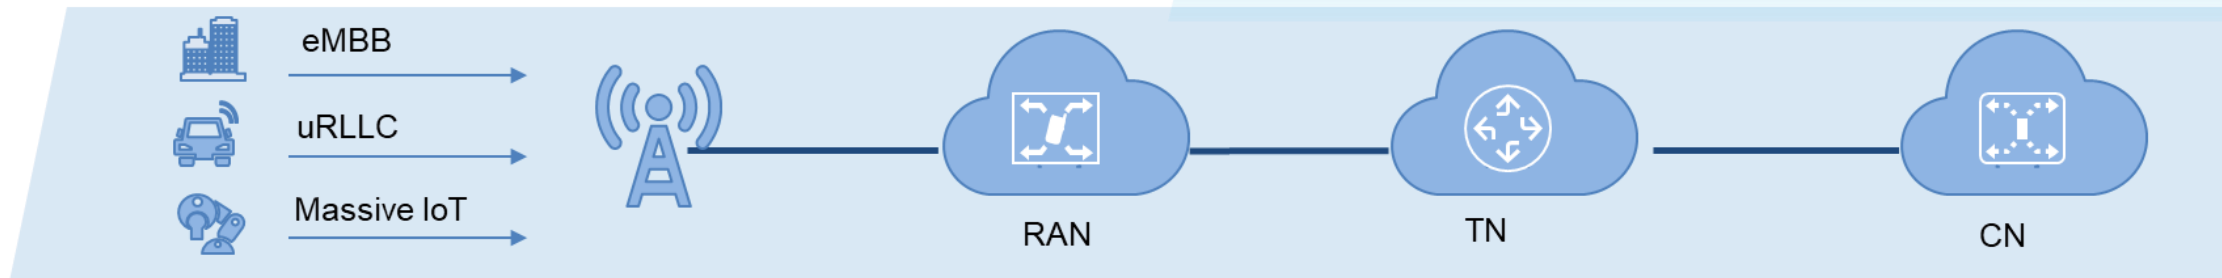 eMBB
uRLLC
Massive IoT
RAN
TN
CN